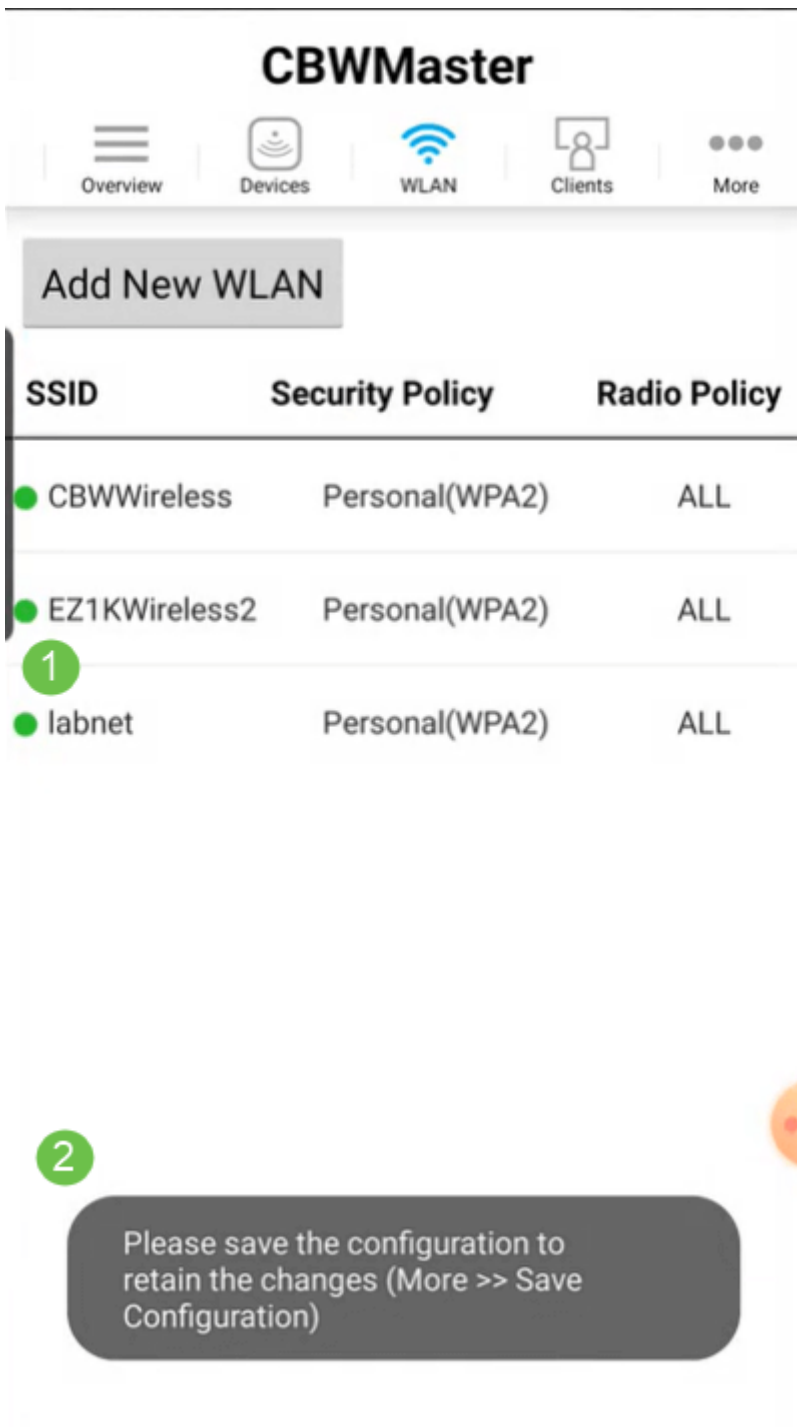 CBWMaster
Overview Devices WLAN Clients More
Add New WLAN
SSID Security Policy Radio Policy
CBWWireless Personal(WPA2) ALL
EZ1KWireless2 Personal(WPA2) ALL
1
labnet Personal(WPA2) ALL
2
Please save the configuration to
retain the changes (More >> Save
Configuration)